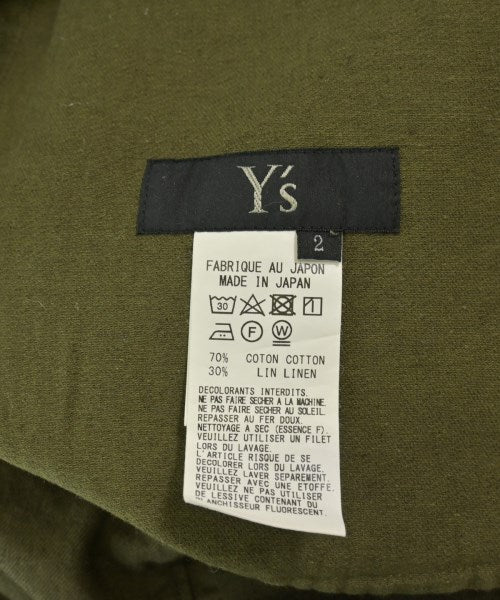 Y's
2
FABRIQUE AU JAPON
MADE IN JAPAN
30
F W
70% COTON COTTON
30% LIN LINEN
DECOLORANTS INTERDITS.
NE PAS FAIRE SECHER A LA MACHINE.
NE PAS FAIRE SECHER AU SOLEIL.
REPASSER AU FER DOUX.
NETTOYAGE A SEC (ESSENCE F).
VEUILLEZ UTILISER UN FILET
LORS DU LAVAGE.
L'ARTICLE RISQUE DE SE
DECOLORER LORS DU LAVAGE.
VEUILLEZ LAVER SEPAREMENT.
REPASSER AVEC UNE ETOFFE.
VEUILLEZ NE PAS UTILISER
DE LESSIVE CONTENANT DU
BLANCHISSEUR FLUORESCENT.